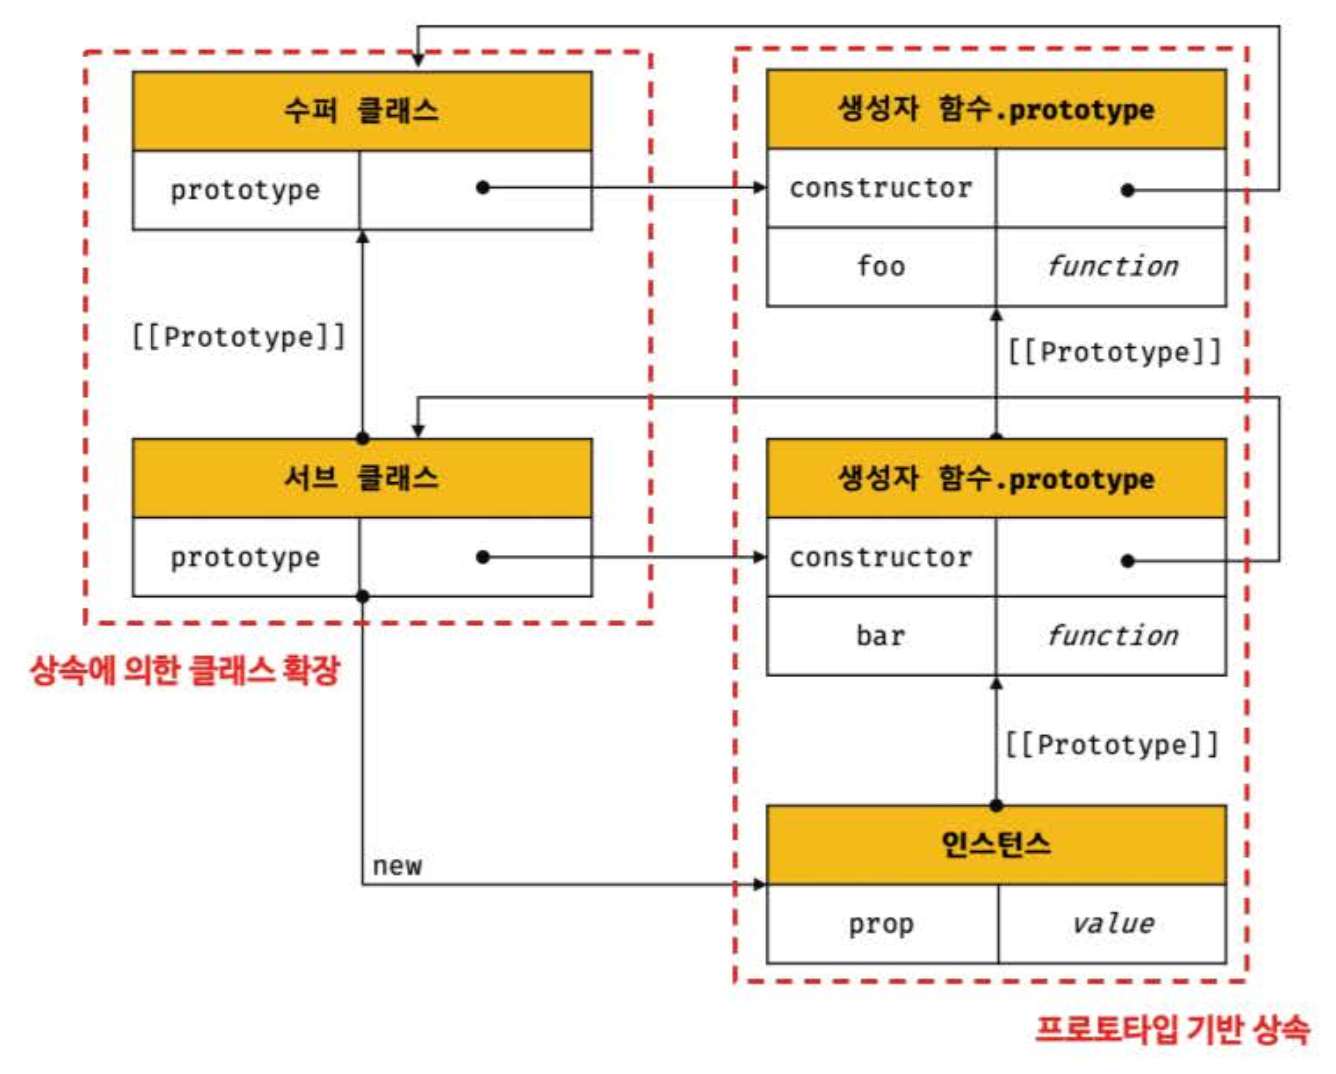 수퍼 클래스
prototype
생성자 함수.prototype
constructor
foo
function
[[Prototype]]
[[Prototype]]
서브 클래스
prototype
생성자 함수.prototype
constructor
bar
function
상속에 의한 클래스 확장
[[Prototype]]
new
인스턴스
prop
value
프로토타입 기반 상속